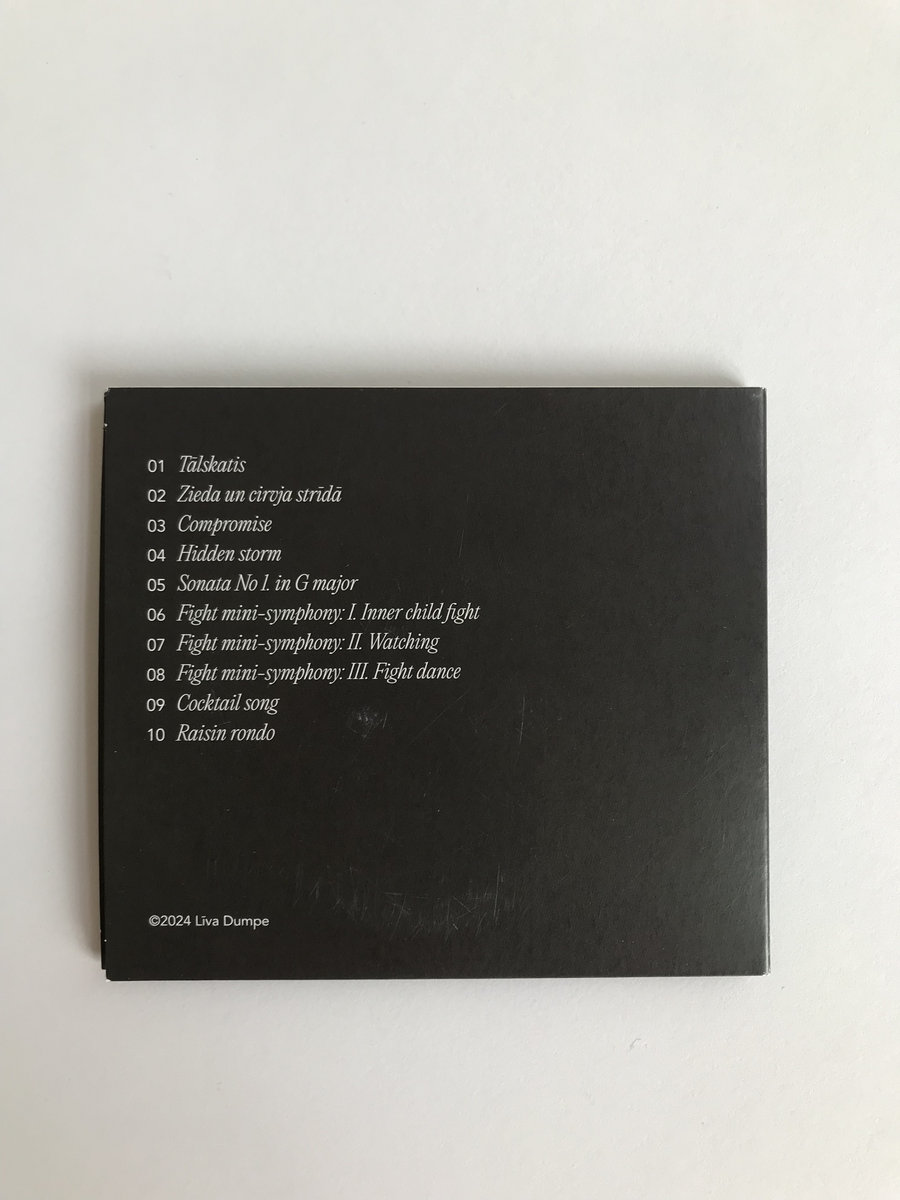 01 Tālskatis
02 Zieda un cirvja strīdā
03 Compromise
04 Hidden storm
05 Sonata No 1. in G major
06 Fight mini-symphony: I. Inner child fight
07 Fight mini-symphony: II. Watching
08 Fight mini-symphony: III. Fight dance
09 Cocktail song
10 Raisin rondo
©2024 Līva Dumpe